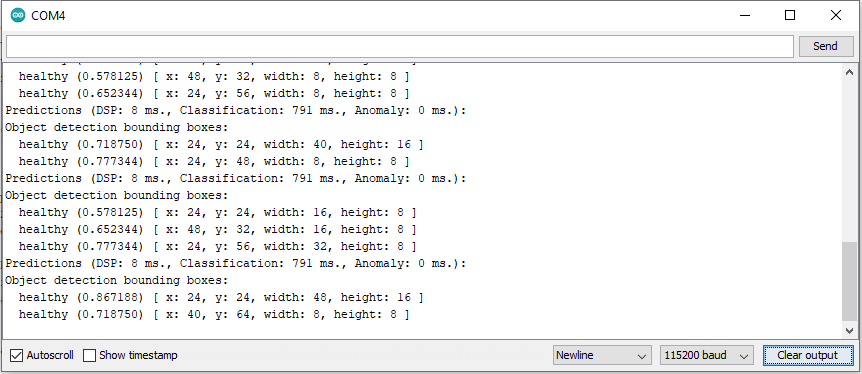 COM4
Send
healthy (0.578125) [ x: 48, y: 32, width: 8, height: 8 ]
healthy (0.652344) [ x: 24, y: 56, width: 8, height: 8 ]
Predictions (DSP: 8 ms., Classification: 791 ms., Anomaly: 0 ms.):
Object detection bounding boxes:
healthy (0.718750) [ x: 24, y: 24, width: 40, height: 16 ]
healthy (0.777344) [ x: 24, y: 48, width: 8, height: 8 ]
Predictions (DSP: 8 ms., Classification: 791 ms., Anomaly: 0 ms.):
Object detection bounding boxes:
healthy (0.578125) [ x: 24, y: 24, width: 16, height: 8 ]
healthy (0.652344) [ x: 48, y: 32, width: 16, height: 8 ]
healthy (0.777344) [ x: 24, y: 56, width: 32, height: 8 ]
Predictions (DSP: 8 ms., Classification: 791 ms., Anomaly: 0 ms.):
Object detection bounding boxes:
healthy (0.867188) [ x: 24, y: 24, width: 48, height: 16 ]
healthy (0.718750) [ x: 40, y: 64, width: 8, height: 8 ]
Autoscroll Show timestamp Newline 115200 baud Clear output